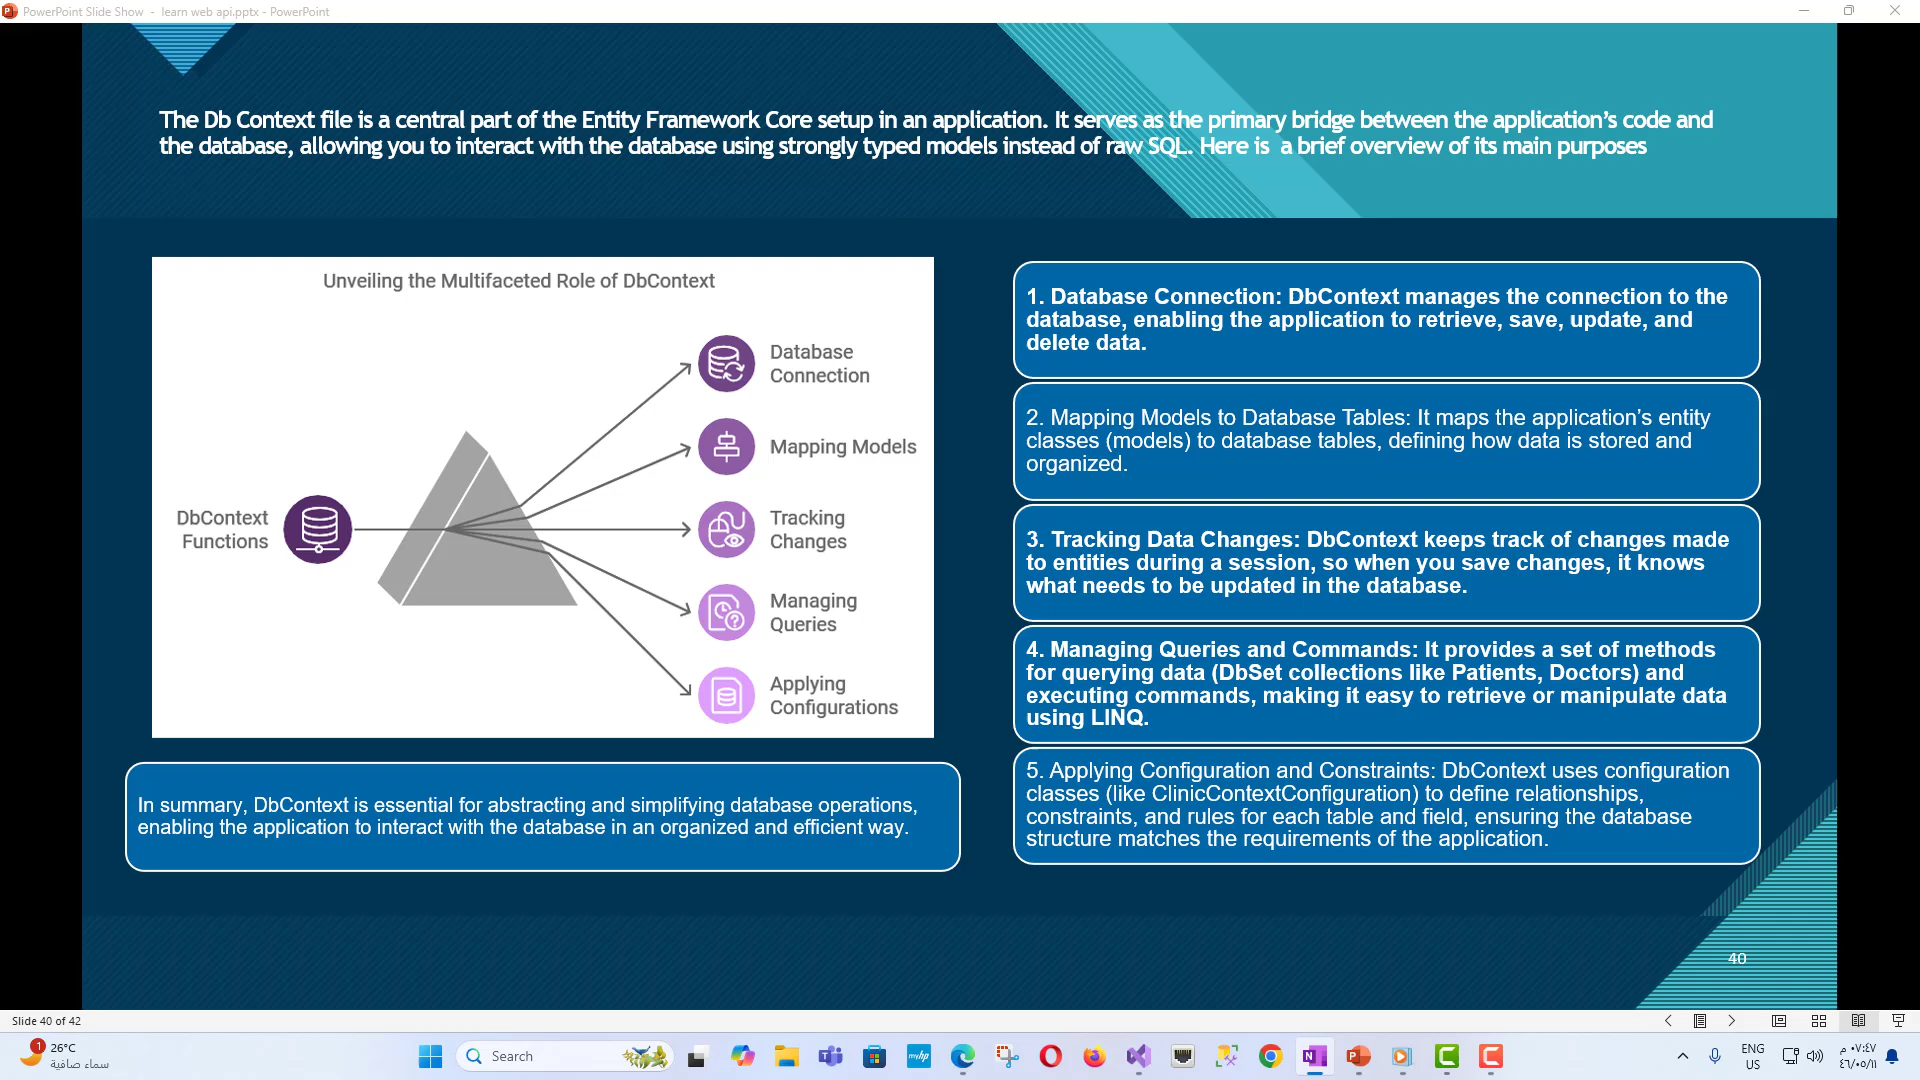 PowerPoint Slide Show - learn web api.pptx - PowerPoint
The Db Context file is a central part of the Entity Framework Core setup in an application. It serves as the primary bridge between the application’s code and
the database, allowing you to interact with the database using strongly typed models instead of raw SQL. Here is a brief overview of its main purposes
Unveiling the Multifaceted Role of DbContext
DbContext
Functions
Database
Connection
Mapping Models
Tracking
Changes
Managing
Queries
Applying
Configurations
In summary, DbContext is essential for abstracting and simplifying database operations,
enabling the application to interact with the database in an organized and efficient way.
1. Database Connection: DbContext manages the connection to the
database, enabling the application to retrieve, save, update, and
delete data.
2. Mapping Models to Database Tables: It maps the application’s entity
classes (models) to database tables, defining how data is stored and
organized.
3. Tracking Data Changes: DbContext keeps track of changes made
to entities during a session, so when you save changes, it knows
what needs to be updated in the database.
4. Managing Queries and Commands: It provides a set of methods
for querying data (DbSet collections like Patients, Doctors) and
executing commands, making it easy to retrieve or manipulate data
using LINQ.
5. Applying Configuration and Constraints: DbContext uses configuration
classes (like ClinicContextConfiguration) to define relationships,
constraints, and rules for each table and field, ensuring the database
structure matches the requirements of the application.
40
Slide 40 of 42
1
26°C
سماء صافية
Search
myhp
ENG
US
٠٧:٤٧ م
٤٦/٠٥/١١